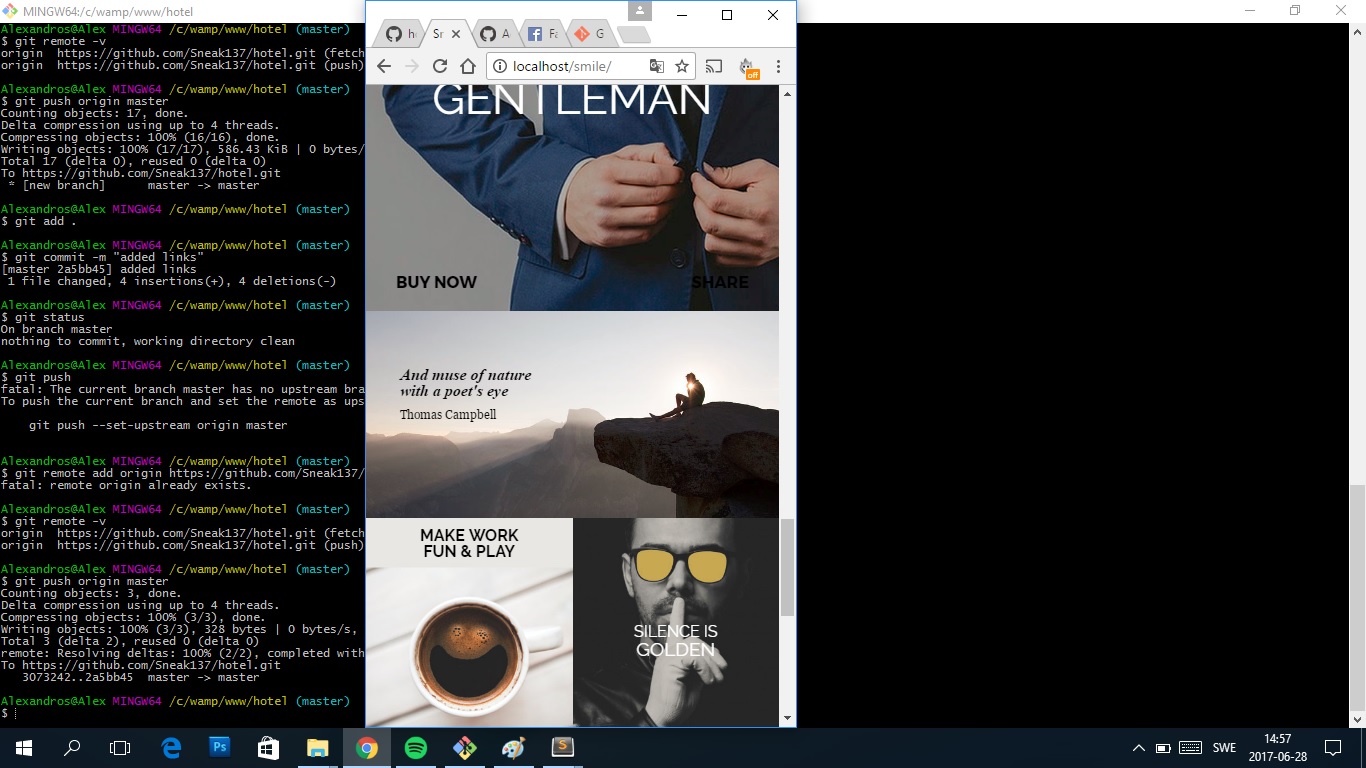 MINGW64:/c/wamp/www/hotel
Alexandros@Alex MINGW64 /c/wamp/www/hotel (master)
$ git remote -v
origin  https://github.com/Sneak137/hotel.git (fetch
origin  https://github.com/Sneak137/hotel.git (push)
Alexandros@Alex MINGW64 /c/wamp/www/hotel (master)
$ git push origin master
Counting objects: 17, done.
Delta compression using up to 4 threads.
Compressing objects: 100% (16/16), done.
Writing objects: 100% (17/17), 586.43 KiB | 0 bytes/
Total 17 (delta 0), reused 0 (delta 0)
To https://github.com/Sneak137/hotel.git
 * [new branch]      master -> master
Alexandros@Alex MINGW64 /c/wamp/www/hotel (master)
$ git add .
Alexandros@Alex MINGW64 /c/wamp/www/hotel (master)
$ git commit -m "added links"
[master 2a5bb45] added links
 1 file changed, 4 insertions(+), 4 deletions(-)
Alexandros@Alex MINGW64 /c/wamp/www/hotel (master)
$ git status
On branch master
nothing to commit, working directory clean
Alexandros@Alex MINGW64 /c/wamp/www/hotel (master)
$ git push
fatal: The current branch master has no upstream bra
To push the current branch and set the remote as ups
    git push --set-upstream origin master
Alexandros@Alex MINGW64 /c/wamp/www/hotel (master)
$ git remote add origin https://github.com/Sneak137/
fatal: remote origin already exists.
Alexandros@Alex MINGW64 /c/wamp/www/hotel (master)
$ git remote -v
origin  https://github.com/Sneak137/hotel.git (fetch
origin  https://github.com/Sneak137/hotel.git (push)
Alexandros@Alex MINGW64 /c/wamp/www/hotel (master)
$ git push origin master
Counting objects: 3, done.
Delta compression using up to 4 threads.
Compressing objects: 100% (3/3), done.
Writing objects: 100% (3/3), 328 bytes | 0 bytes/s,
Total 3 (delta 2), reused 0 (delta 0)
remote: Resolving deltas: 100% (2/2), completed with
To https://github.com/Sneak137/hotel.git
   3073242..2a5bb45  master -> master
Alexandros@Alex MINGW64 /c/wamp/www/hotel (master)
$
A
G
localhost/smile/
off
GENTLEMAN
BUY NOW
SHARE
And muse of nature
with a poet's eye
Thomas Campbell
MAKE WORK
FUN & PLAY
SILENCE IS
GOLDEN
Ps
S
SWE
14:57
2017-06-28